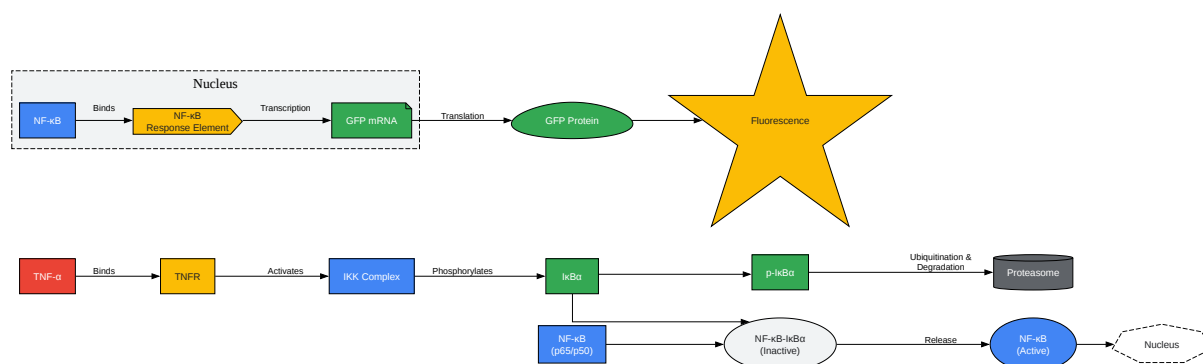 Nucleus
NF-κB
Binds
NF-κB
Response Element
Transcription
GFP mRNA
Translation
GFP Protein
Fluorescence
TNF-α
Binds
TNFR
Activates
IKK Complex
Phosphorylates
IκBα
p-IκBα
Ubiquitination &
Degradation
Proteasome
NF-κB
(p65/p50)
NF-κB-IκBα
(Inactive)
Release
NF-κB
(Active)
Nucleus